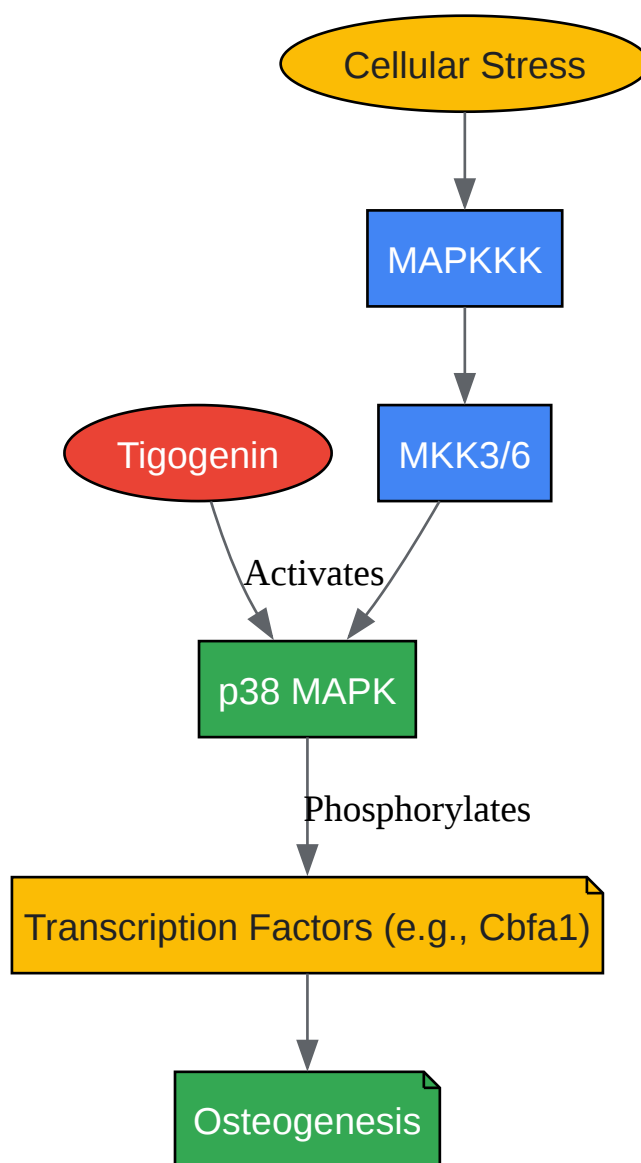 Cellular Stress
MAPKKK
Tigogenin
MKK3/6
Activates
p38 MAPK
Phosphorylates
Transcription Factors (e.g., Cbfa1)
Osteogenesis